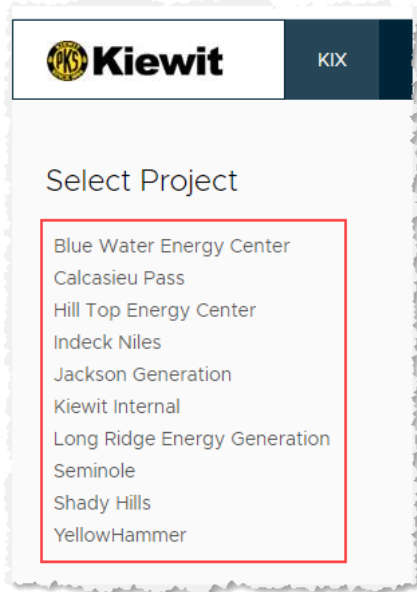 PKS
Kiewit
KIX
Select Project
Blue Water Energy Center
Calcasieu Pass
Hill Top Energy Center
Indeck Niles
Jackson Generation
Kiewit Internal
Long Ridge Energy Generation
Seminole
Shady Hills
YellowHammer